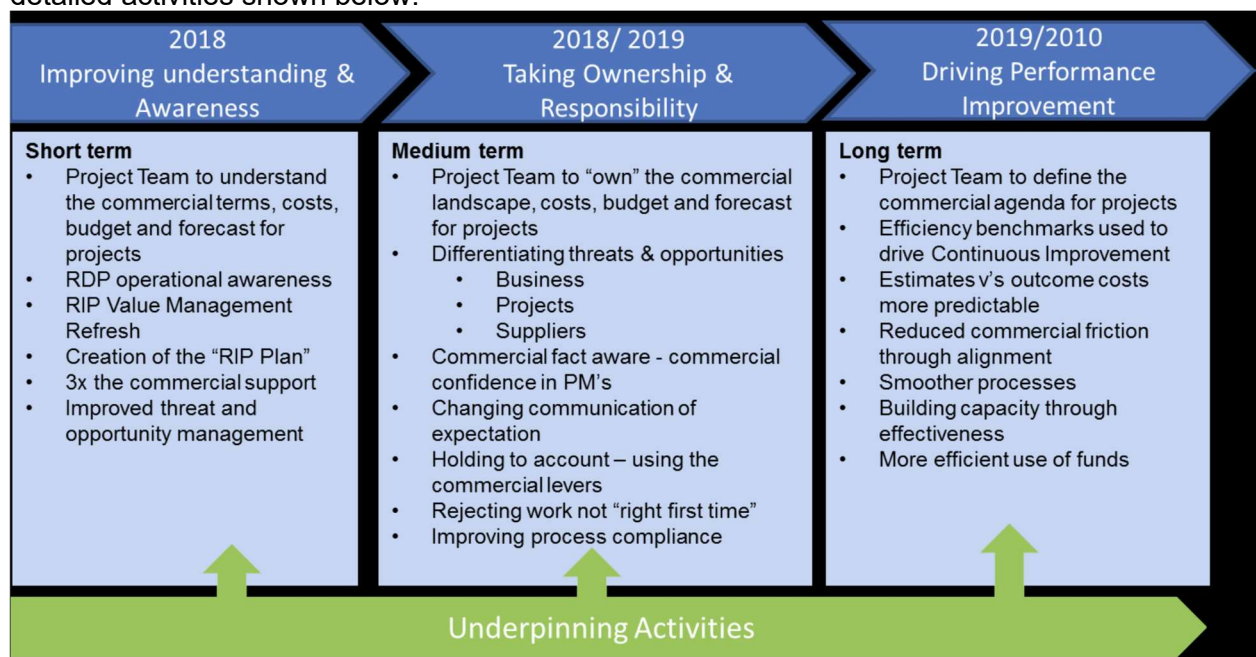 detailed activities shown below:
2018
Improving understanding &
Awareness
2018/ 2019
Taking Ownership &
Responsibility
2019/2010
Driving Performance
Improvement
Short term
• Project Team to understand
the commercial terms, costs,
budget and forecast for
projects
• RDP operational awareness
• RIP Value Management
Refresh
• Creation of the “RIP Plan”
• 3x the commercial support
• Improved threat and
opportunity management
Medium term
• Project Team to “own” the commercial
landscape, costs, budget and forecast
for projects
• Differentiating threats & opportunities
• Business
• Projects
• Suppliers
• Commercial fact aware - commercial
confidence in PM’s
• Changing communication of
expectation
• Holding to account – using the
commercial levers
• Rejecting work not “right first time”
• Improving process compliance
Long term
• Project Team to define the
commercial agenda for projects
• Efficiency benchmarks used to
drive Continuous Improvement
• Estimates v’s outcome costs
more predictable
• Reduced commercial friction
through alignment
• Smoother processes
• Building capacity through
effectiveness
• More efficient use of funds
Underpinning Activities